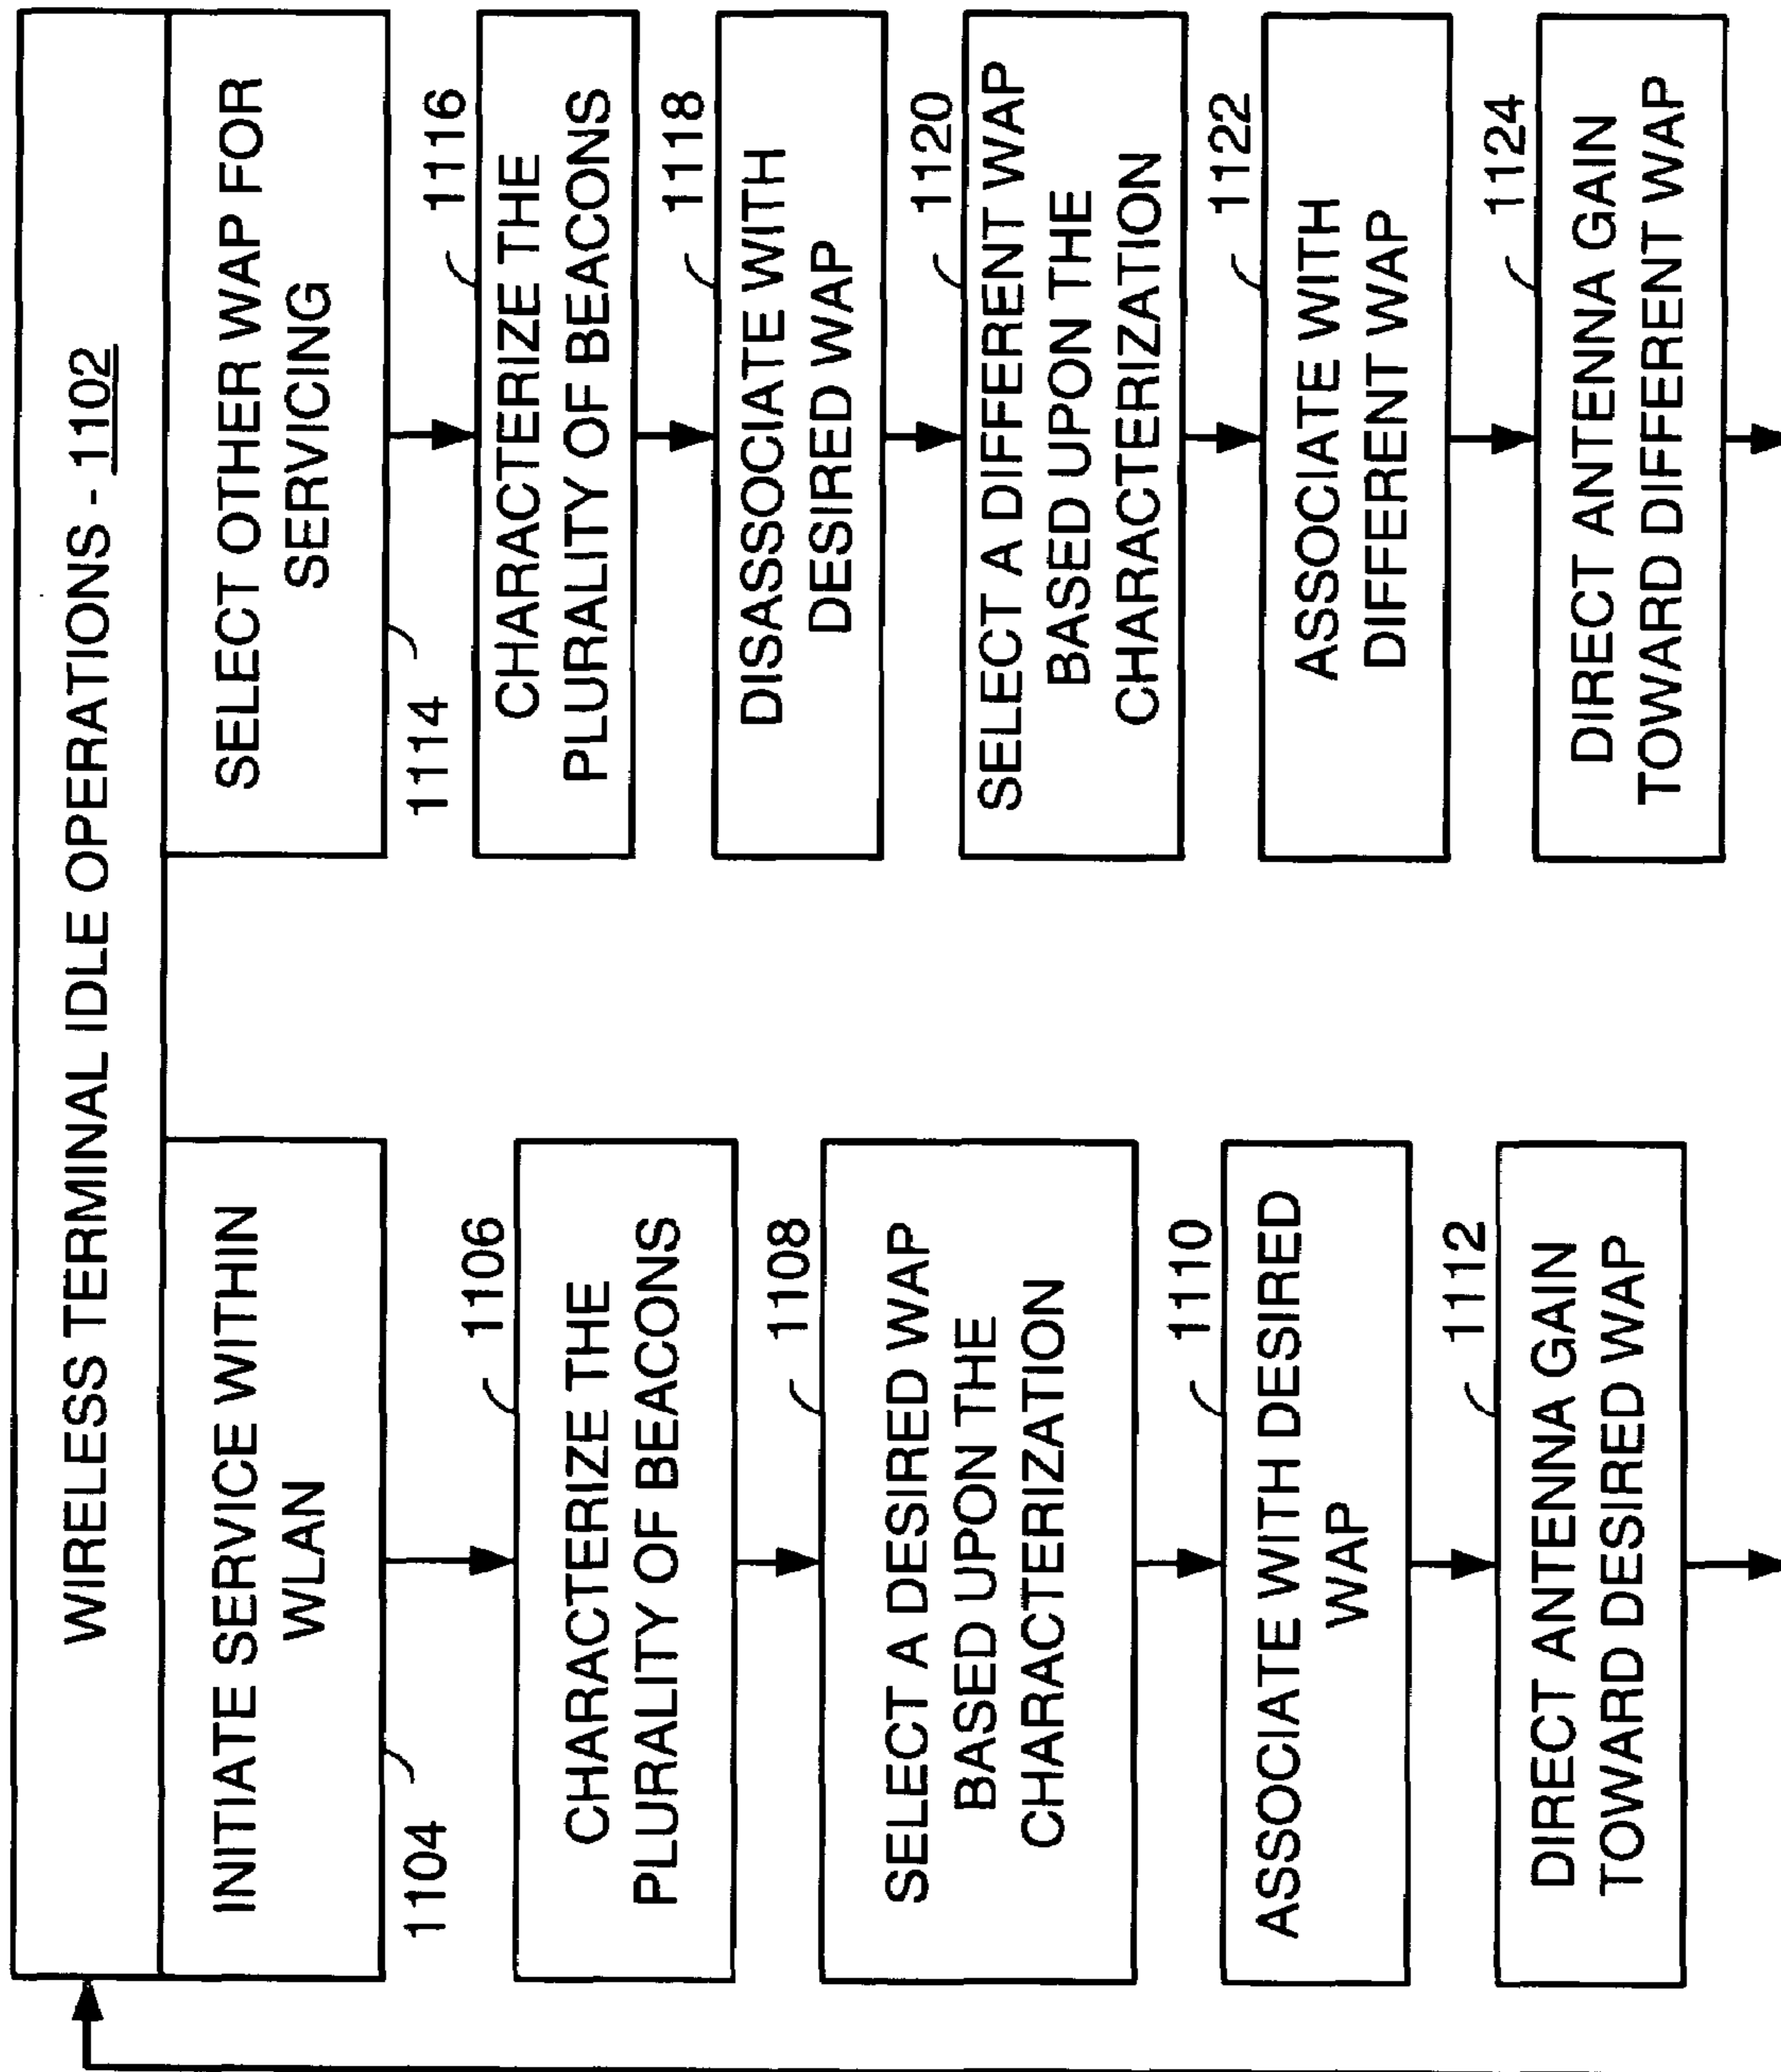 WIRELESS TERMINAL IDLE OPERATIONS - 1102
INITIATE SERVICE WITHIN
WLAN
1104
1106
CHARACTERIZE THE
PLURALITY OF BEACONS
1108
SELECT A DESIRED WAP
BASED UPON THE
CHARACTERIZATION
1110
ASSOCIATE WITH DESIRED
WAP
1112
DIRECT ANTENNA GAIN
TOWARD DESIRED WAP
SELECT OTHER WAP FOR
SERVICING
1114
1116
CHARACTERIZE THE
PLURALITY OF BEACONS
1118
DISASSOCIATE WITH
DESIRED WAP
1120
SELECT A DIFFERENT WAP
BASED UPON THE
CHARACTERIZATION
1122
ASSOCIATE WITH
DIFFERENT WAP
1124
DIRECT ANTENNA GAIN
TOWARD DIFFERENT WAP